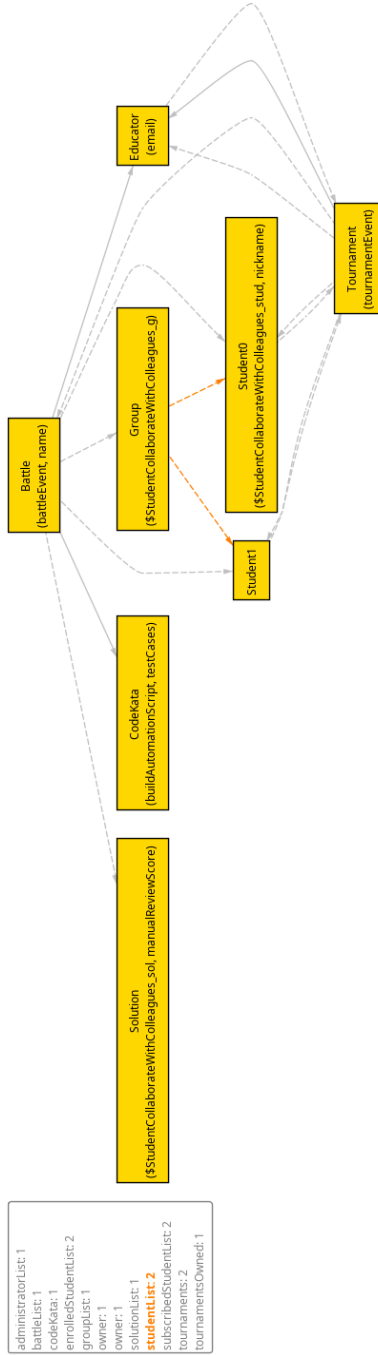 administratorList: 1
battleList: 1
codeKata: 1
enrolledStudentList: 2
groupList: 1
owner: 1
owner: 1
solutionList: 1
studentList: 2
subscribedStudentList: 2
tournaments: 2
tournamentsOwned: 1
Battle
(battleEvent, name)
Solution
($StudentCollaborateWithColleagues_sol, manualReviewScore)
CodeKata
(buildAutomationScript, testCases)
Group
($StudentCollaborateWithColleagues_g)
Educator
(email)
Student1
Student0
($StudentCollaborateWithColleagues_stud, nickname)
Tournament
(tournamentEvent)